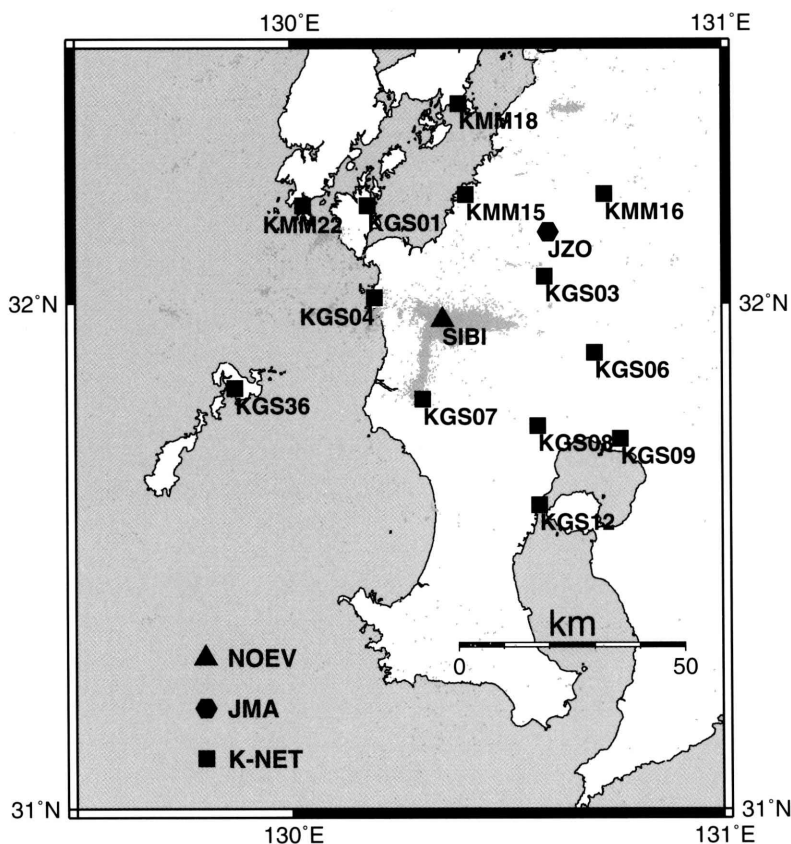 130˚E 131˚E
KMM18
KMM22 KGS01 KMM15 KMM16
JZO
KGS03
32˚N 32˚N
KGS04
SIBI
KGS06
KGS36
KGS07
KGS08
KGS09
KGS12
km
0 50
NOEV
JMA
K-NET
31˚N 31˚N
130˚E 131˚E